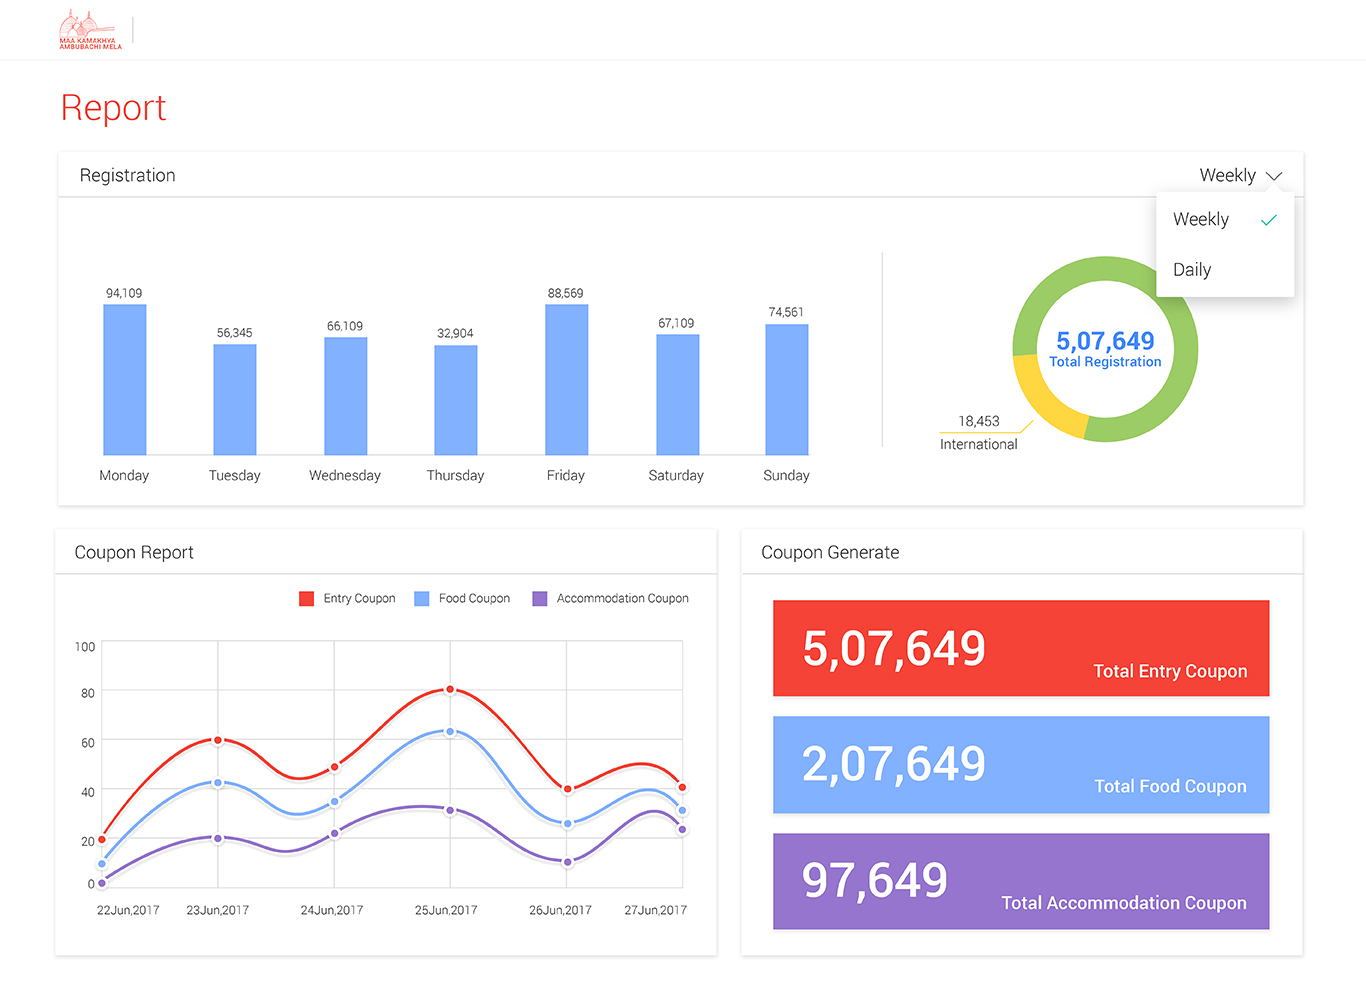 MAA KAMAKHYA
AMBUBACHI MELA
Report
Registration
Weekly
Weekly
Daily
94,109
56,345
66,109
32,904
88,569
67,109
74,561
Monday
Tuesday
Wednesday
Thursday
Friday
Saturday
Sunday
5,07,649
Total Registration
18,453
International
Coupon Report
Entry Coupon
Food Coupon
Accommodation Coupon
100
80
60
40
20
0
22Jun,2017
23Jun,2017
24Jun,2017
25Jun,2017
26Jun,2017
27Jun,2017
Coupon Generate
5,07,649
Total Entry Coupon
2,07,649
Total Food Coupon
97,649
Total Accommodation Coupon